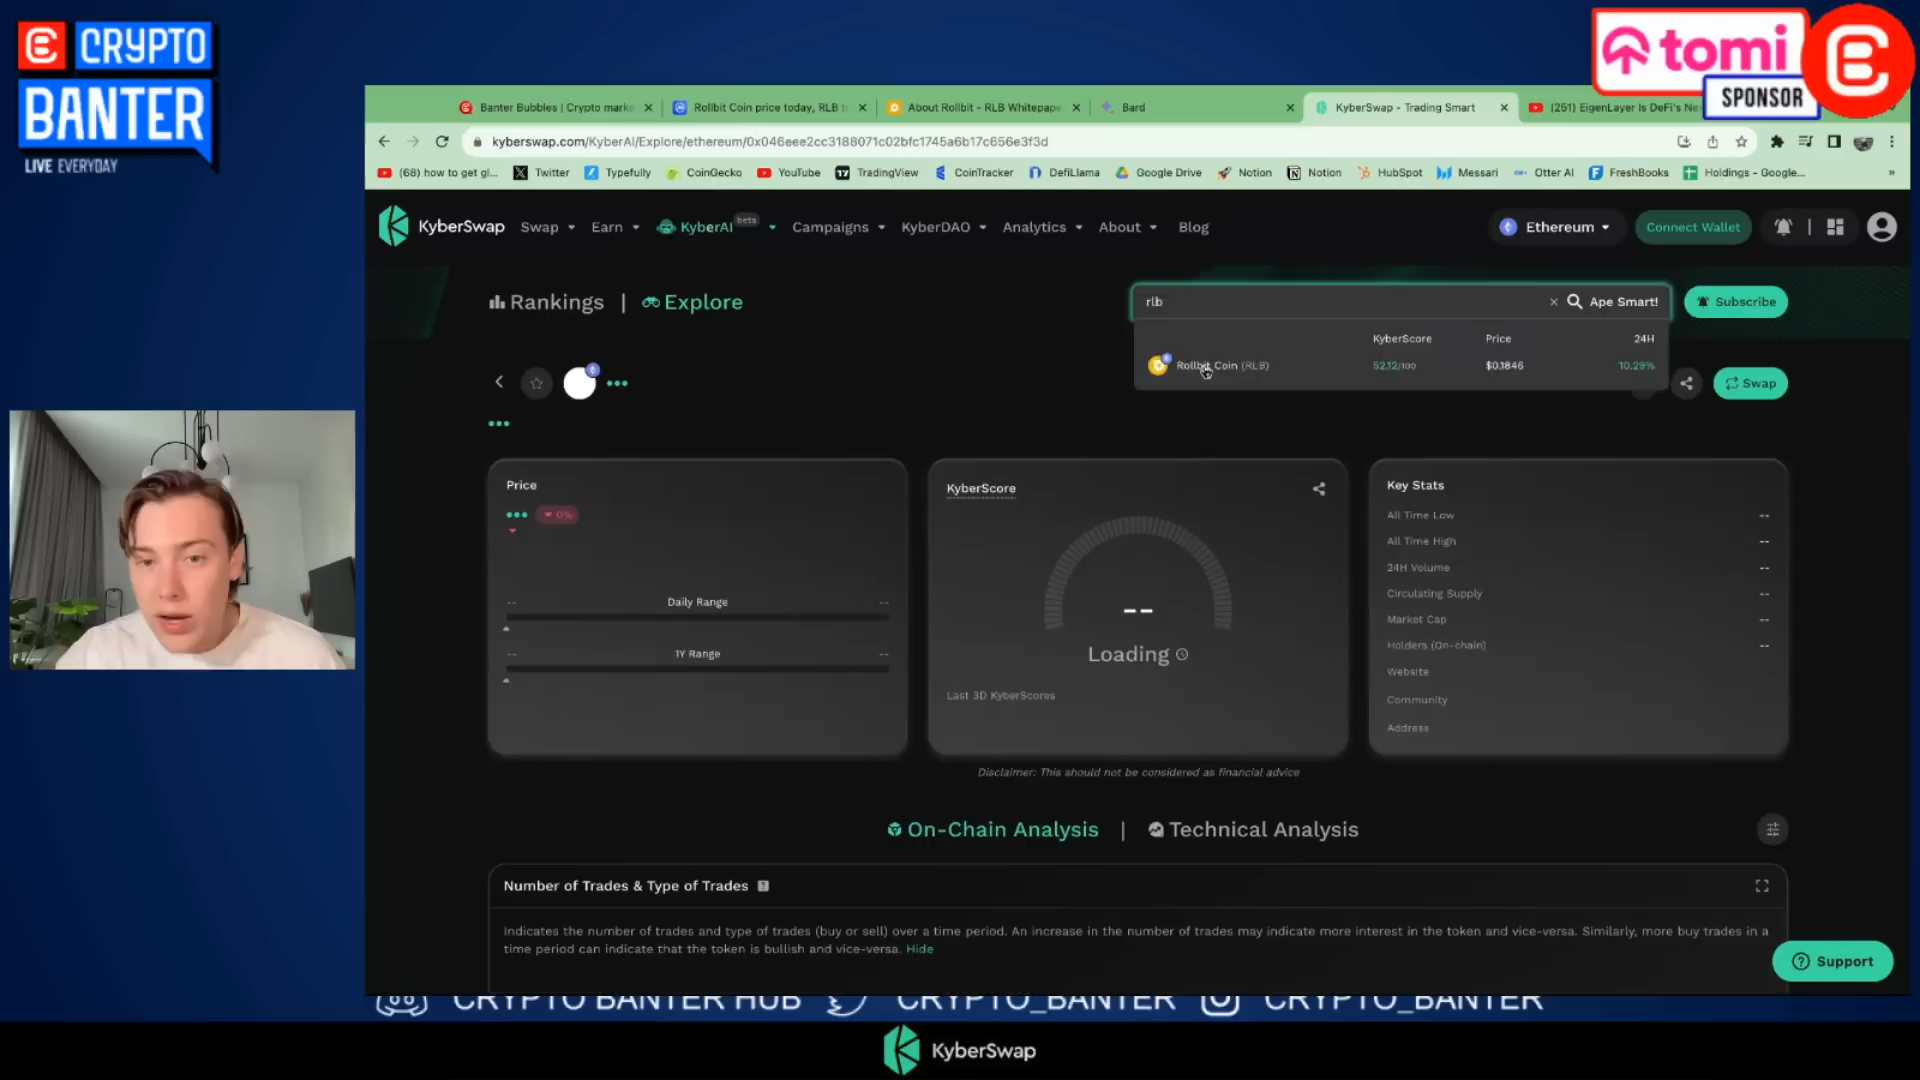 CRYPTO
BANTER
LIVE EVERYDAY
tomi
SPONSOR
Banter Bubbles | Crypto marke
Rollbit Coin price today, RLB t
About Rollbit - RLB Whitepape
Bard
KyberSwap - Trading Smart
(251) EigenLayer Is DeFi's Ne
kyberswap.com/KyberAI/Explore/ethereum/0x046eee2cc3188071c02bfc1745a6b17c656e3f3d
(68) how to get gl... Twitter Typefully CoinGecko YouTube TradingView CoinTracker DefiLlama Google Drive Notion Notion HubSpot Messari Otter AI FreshBooks Holdings - Google... »
KyberSwap Swap Earn KyberAI beta Campaigns KyberDAO Analytics About Blog
Ethereum Connect Wallet
Rankings | Explore
rlb
Ape Smart!
Subscribe
KyberScore Price 24H
Rollbit Coin (RLB) 52.12/100 $0.1846 10.29%
Swap
Price
0%
-- Daily Range --
-- 1Y Range --
KyberScore
--
Loading
Last 3D KyberScores
Key Stats
All Time Low --
All Time High --
24H Volume --
Circulating Supply --
Market Cap --
Holders (On-chain) --
Website
Community
Address
Disclaimer: This should not be considered as financial advice
On-Chain Analysis | Technical Analysis
Number of Trades & Type of Trades
Indicates the number of trades and type of trades (buy or sell) over a time period. An increase in the number of trades may indicate more interest in the token and vice-versa. Similarly, more buy trades in a
time period can indicate that the token is bullish and vice-versa. Hide
Support
CRYPTO BANTER HUB CRYPTO_BANTER CRYPTO_BANTER
KyberSwap